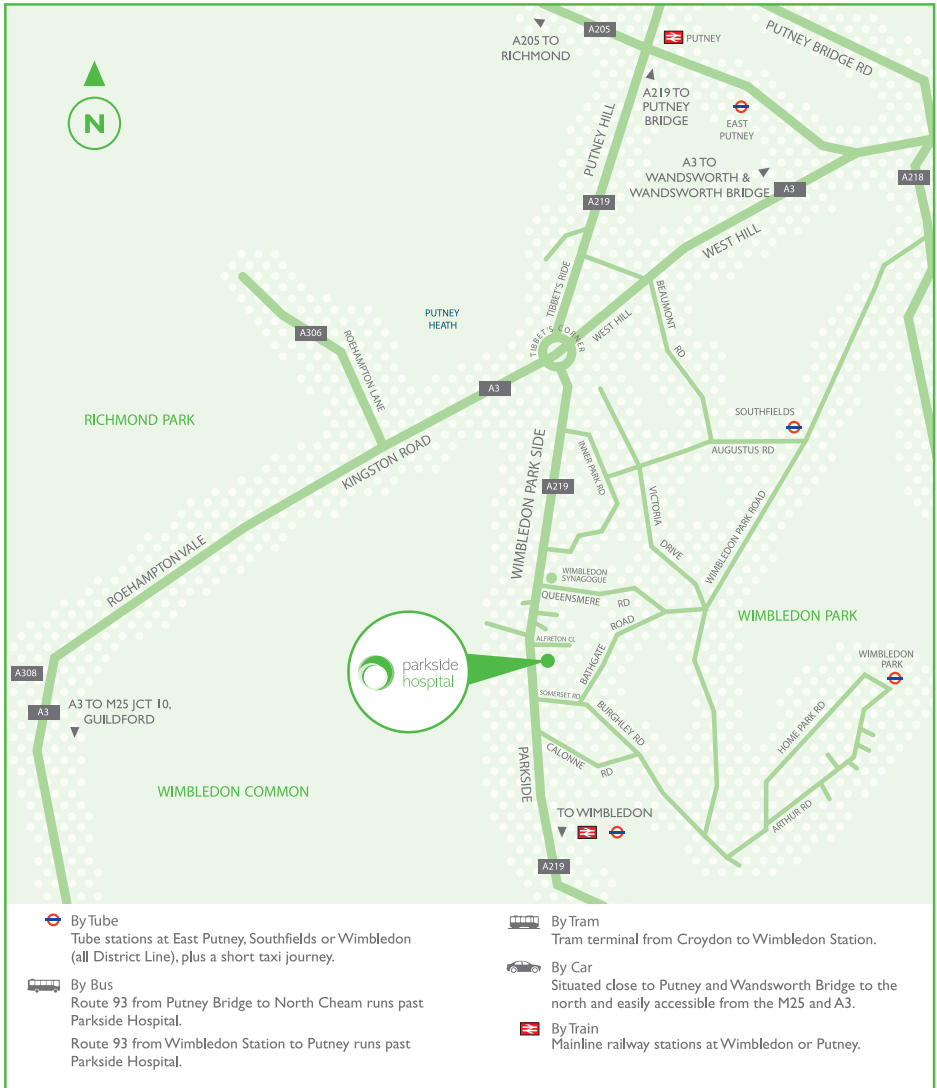 A205
PUTNEY
A205 TO
RICHMOND
PUTNEY BRIDGE RD
A219 TO
PUTNEY
BRIDGE
N
EAST
PUTNEY
PUTNEY HILL
A3 TO
WANDSWORTH &
WANDSWORTH BRIDGE
A3
A218
A219
WEST HILL
TIBBET'S RIDE
BEAUMONT
RD
PUTNEY
HEATH
A306
ROEHAMPTON LANE
TIBBET'S CORNER
WEST HILL
A3
RICHMOND PARK
SOUTHFIELDS
AUGUSTUS RD
KINGSTON ROAD
WIMBLEDON PARK SIDE
INNER PARK RD
A219
VICTORIA
DRIVE
WIMBLEDON PARK ROAD
ROEHAMPTON VALE
WIMBLEDON
SYNAGOGUE
QUEENSMERE
RD
WIMBLEDON PARK
BATHGATE
ROAD
ALFRETON CL
WIMBLEDON
PARK
parkside
hospital
A308
A3
A3 TO M25 JCT 10,
GUILDFORD
SOMERSET RD
BURGHLEY RD
HOME PARK RD
CALONNE
RD
PARKSIDE
WIMBLEDON COMMON
ARTHUR RD
TO WIMBLEDON
A219
By Tube
Tube stations at East Putney, Southfields or Wimbledon
(all District Line), plus a short taxi journey.
By Bus
Route 93 from Putney Bridge to North Cheam runs past
Parkside Hospital.
Route 93 from Wimbledon Station to Putney runs past
Parkside Hospital.
By Tram
Tram terminal from Croydon to Wimbledon Station.
By Car
Situated close to Putney and Wandsworth Bridge to the
north and easily accessible from the M25 and A3.
By Train
Mainline railway stations at Wimbledon or Putney.